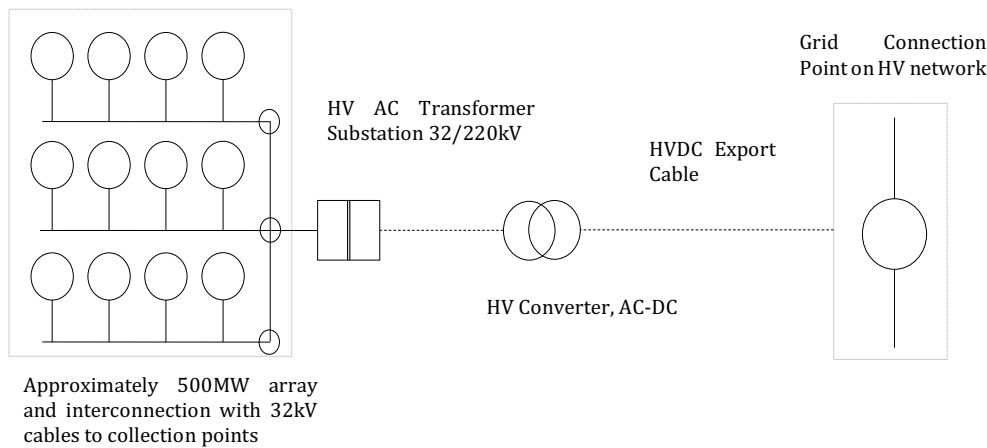 Grid Connection
Point on HV network
HV AC Transformer
Substation 32/220kV
HVDC Export
Cable
HV Converter, AC-DC
Approximately 500MW array
and interconnection with 32kV
cables to collection points